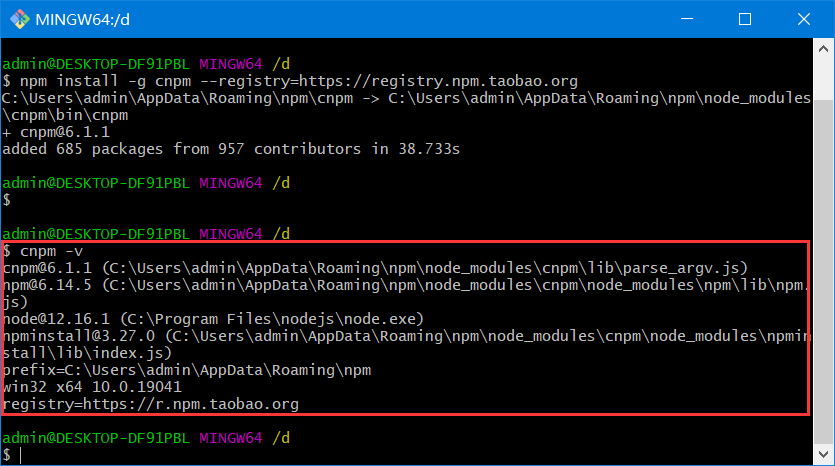 MINGW64:/d
admin@DESKTOP-DF91PBL MINGW64 /d
$ npm install -g cnpm --registry=https://registry.npm.taobao.org
C:\Users\admin\AppData\Roaming\npm\cnpm -> C:\Users\admin\AppData\Roaming\npm\node_modules
\cnpm\bin\cnpm
+ cnpm@6.1.1
added 685 packages from 957 contributors in 38.733s
admin@DESKTOP-DF91PBL MINGW64 /d
$
admin@DESKTOP-DF91PBL MINGW64 /d
$ cnpm -v
cnpm@6.1.1 (C:\Users\admin\AppData\Roaming\npm\node_modules\cnpm\lib\parse_argv.js)
npm@6.14.5 (C:\Users\admin\AppData\Roaming\npm\node_modules\cnpm\node_modules\npm\lib\npm.
js)
node@12.16.1 (C:\Program Files\nodejs\node.exe)
npminstall@3.27.0 (C:\Users\admin\AppData\Roaming\npm\node_modules\cnpm\node_modules\npmin
stall\lib\index.js)
prefix=C:\Users\admin\AppData\Roaming\npm
win32 x64 10.0.19041
registry=https://r.npm.taobao.org
admin@DESKTOP-DF91PBL MINGW64 /d
$